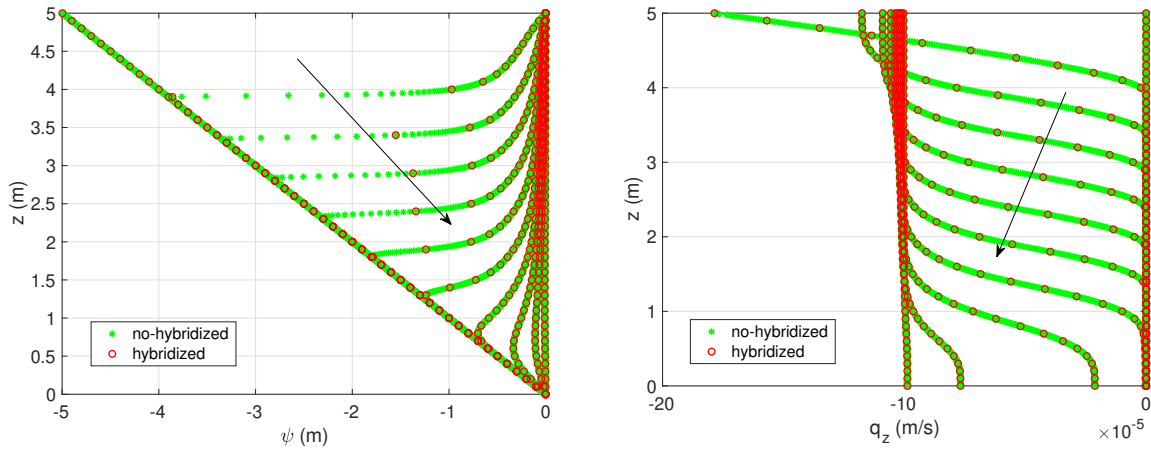 5
4.5
4
3.5
3
2.5
2
1.5
1
0.5
0
z (m)
no-hybridized
hybridized
-5 -4 -3 -2 -1 0
ψ (m)
5
4
3
2
1
0
z (m)
no-hybridized
hybridized
-20 -10 0
q_z (m/s) × 10^-5